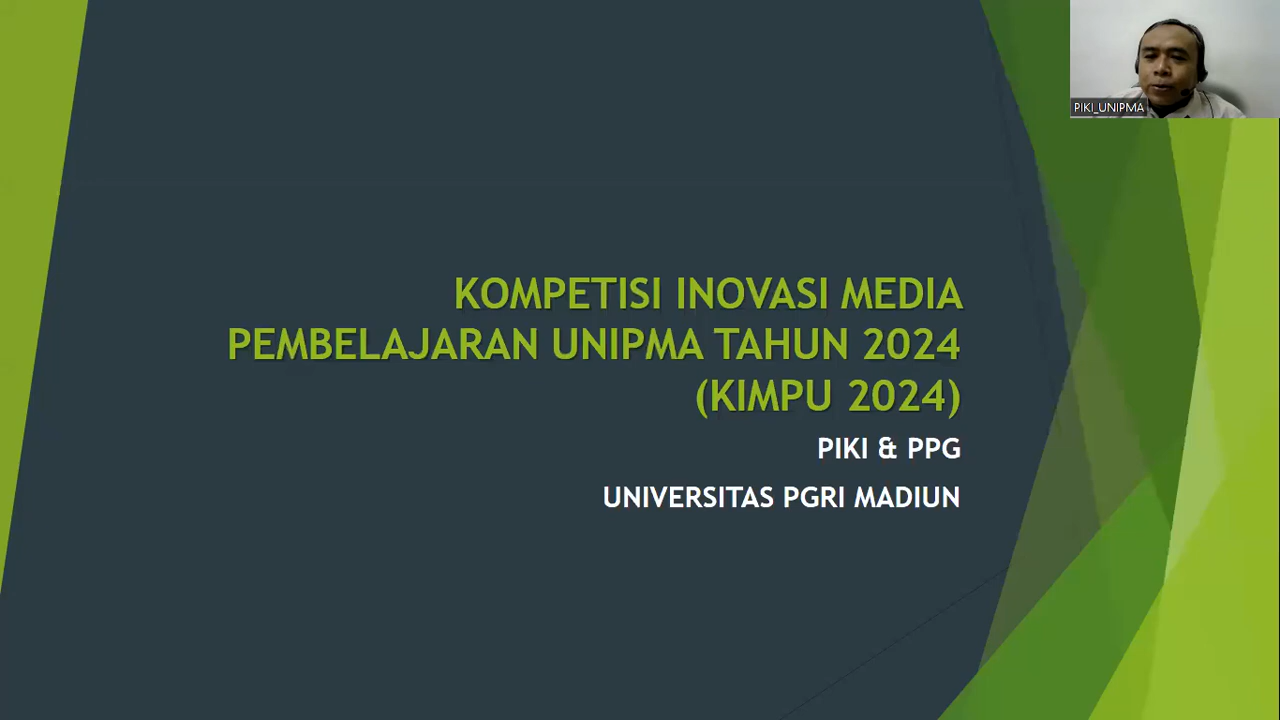 PIKI_UNIPMA
KOMPETISI INOVASI MEDIA
PEMBELAJARAN UNIPMA TAHUN 2024
(KIMPU 2024)
PIKI & PPG
UNIVERSITAS PGRI MADIUN